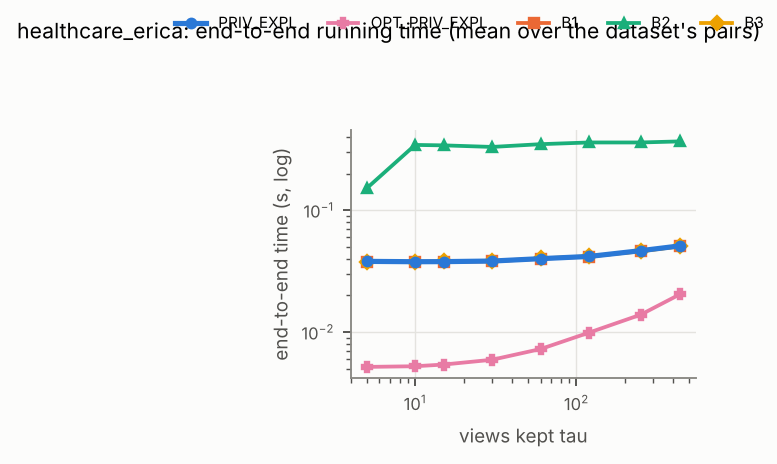 PRIV_EXPL OPT_PRIV_EXPL B1 B2 B3
healthcare_erica: end-to-end running time (mean over the dataset's pairs)
end-to-end time (s, log)
10⁻¹
10⁻²
10¹ 10²
views kept tau